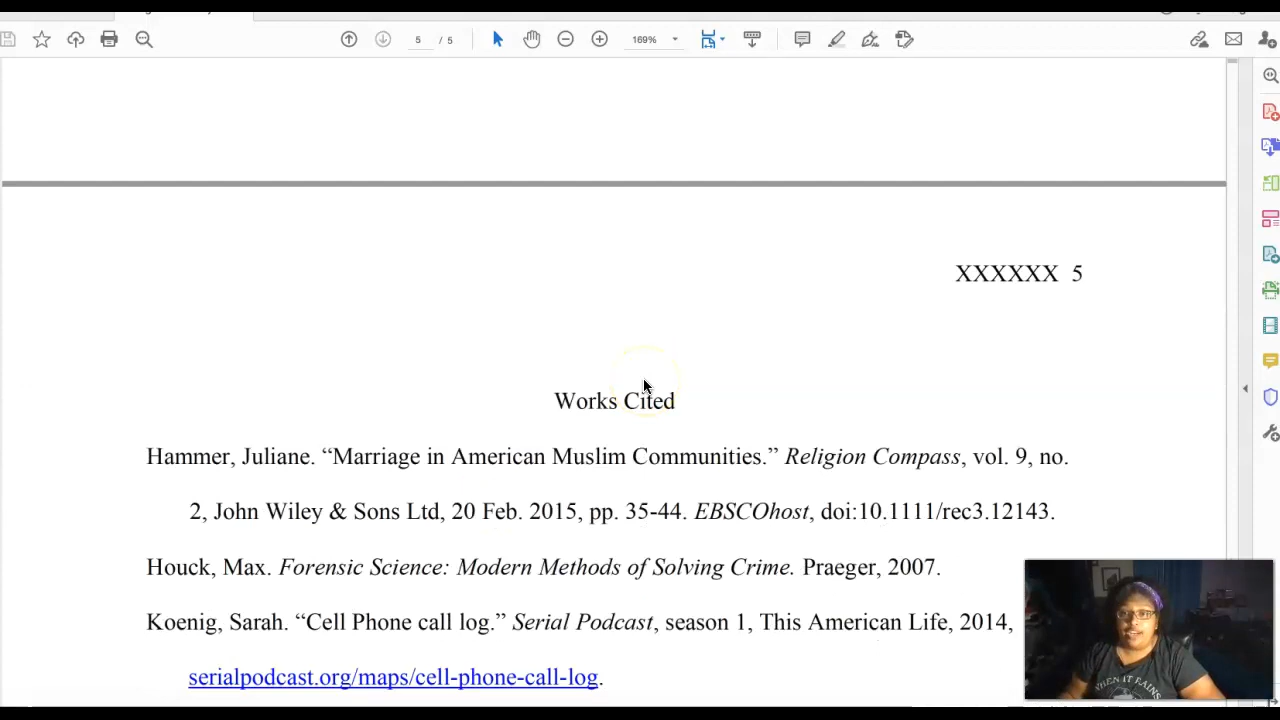 5 / 5
169%
XXXXXX 5
Works Cited
Hammer, Juliane. “Marriage in American Muslim Communities.” Religion Compass, vol. 9, no.
2, John Wiley & Sons Ltd, 20 Feb. 2015, pp. 35-44. EBSCOhost, doi:10.1111/rec3.12143.
Houck, Max. Forensic Science: Modern Methods of Solving Crime. Praeger, 2007.
Koenig, Sarah. “Cell Phone call log.” Serial Podcast, season 1, This American Life, 2014,
serialpodcast.org/maps/cell-phone-call-log.
WHEN IT RAINS